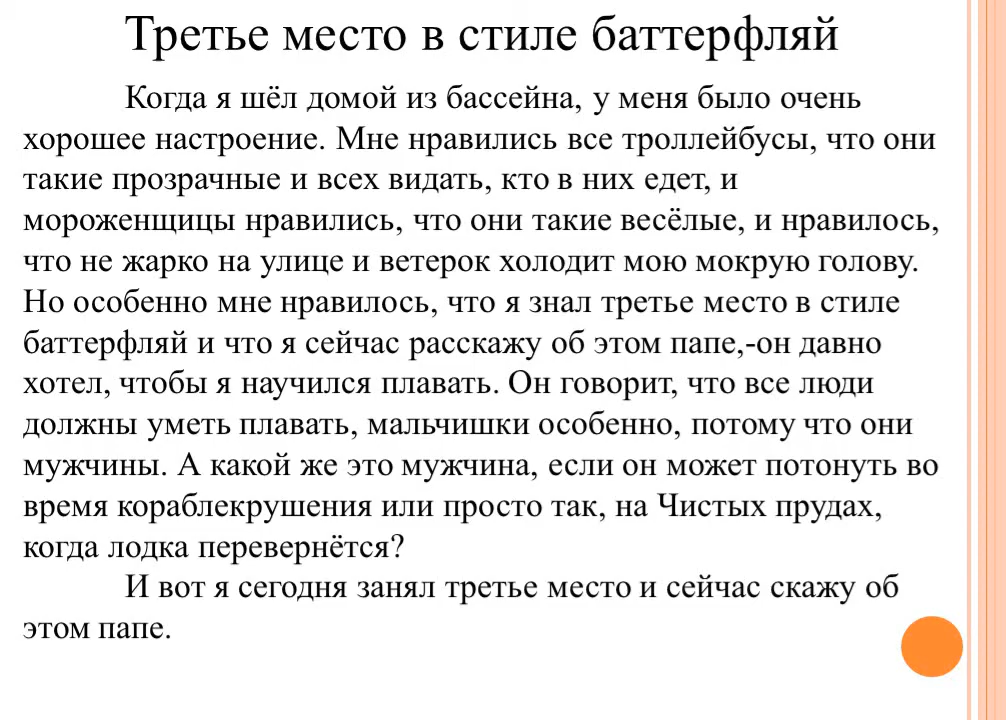 Третье место в стиле баттерфляй
Когда я шёл домой из бассейна, у меня было очень
хорошее настроение. Мне нравились все троллейбусы, что они
такие прозрачные и всех видать, кто в них едет, и
мороженщицы нравились, что они такие весёлые, и нравилось,
что не жарко на улице и ветерок холодит мою мокрую голову.
Но особенно мне нравилось, что я знал третье место в стиле
баттерфляй и что я сейчас расскажу об этом папе,-он давно
хотел, чтобы я научился плавать. Он говорит, что все люди
должны уметь плавать, мальчишки особенно, потому что они
мужчины. А какой же это мужчина, если он может потонуть во
время кораблекрушения или просто так, на Чистых прудах,
когда лодка перевернётся?
И вот я сегодня занял третье место и сейчас скажу об
этом папе.